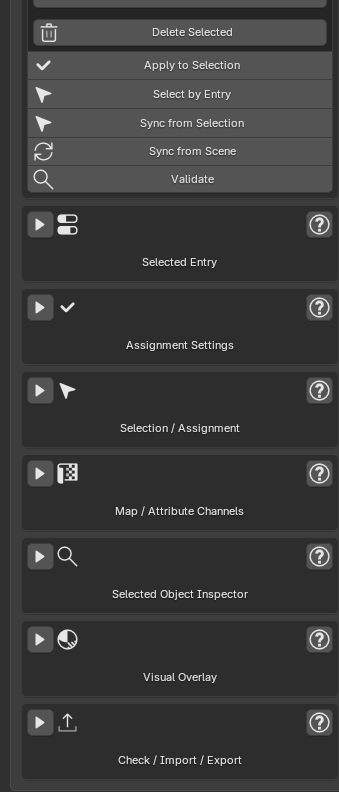 Delete Selected
Apply to Selection
Select by Entry
Sync from Selection
Sync from Scene
Validate
Selected Entry
Assignment Settings
Selection / Assignment
Map / Attribute Channels
Selected Object Inspector
Visual Overlay
Check / Import / Export